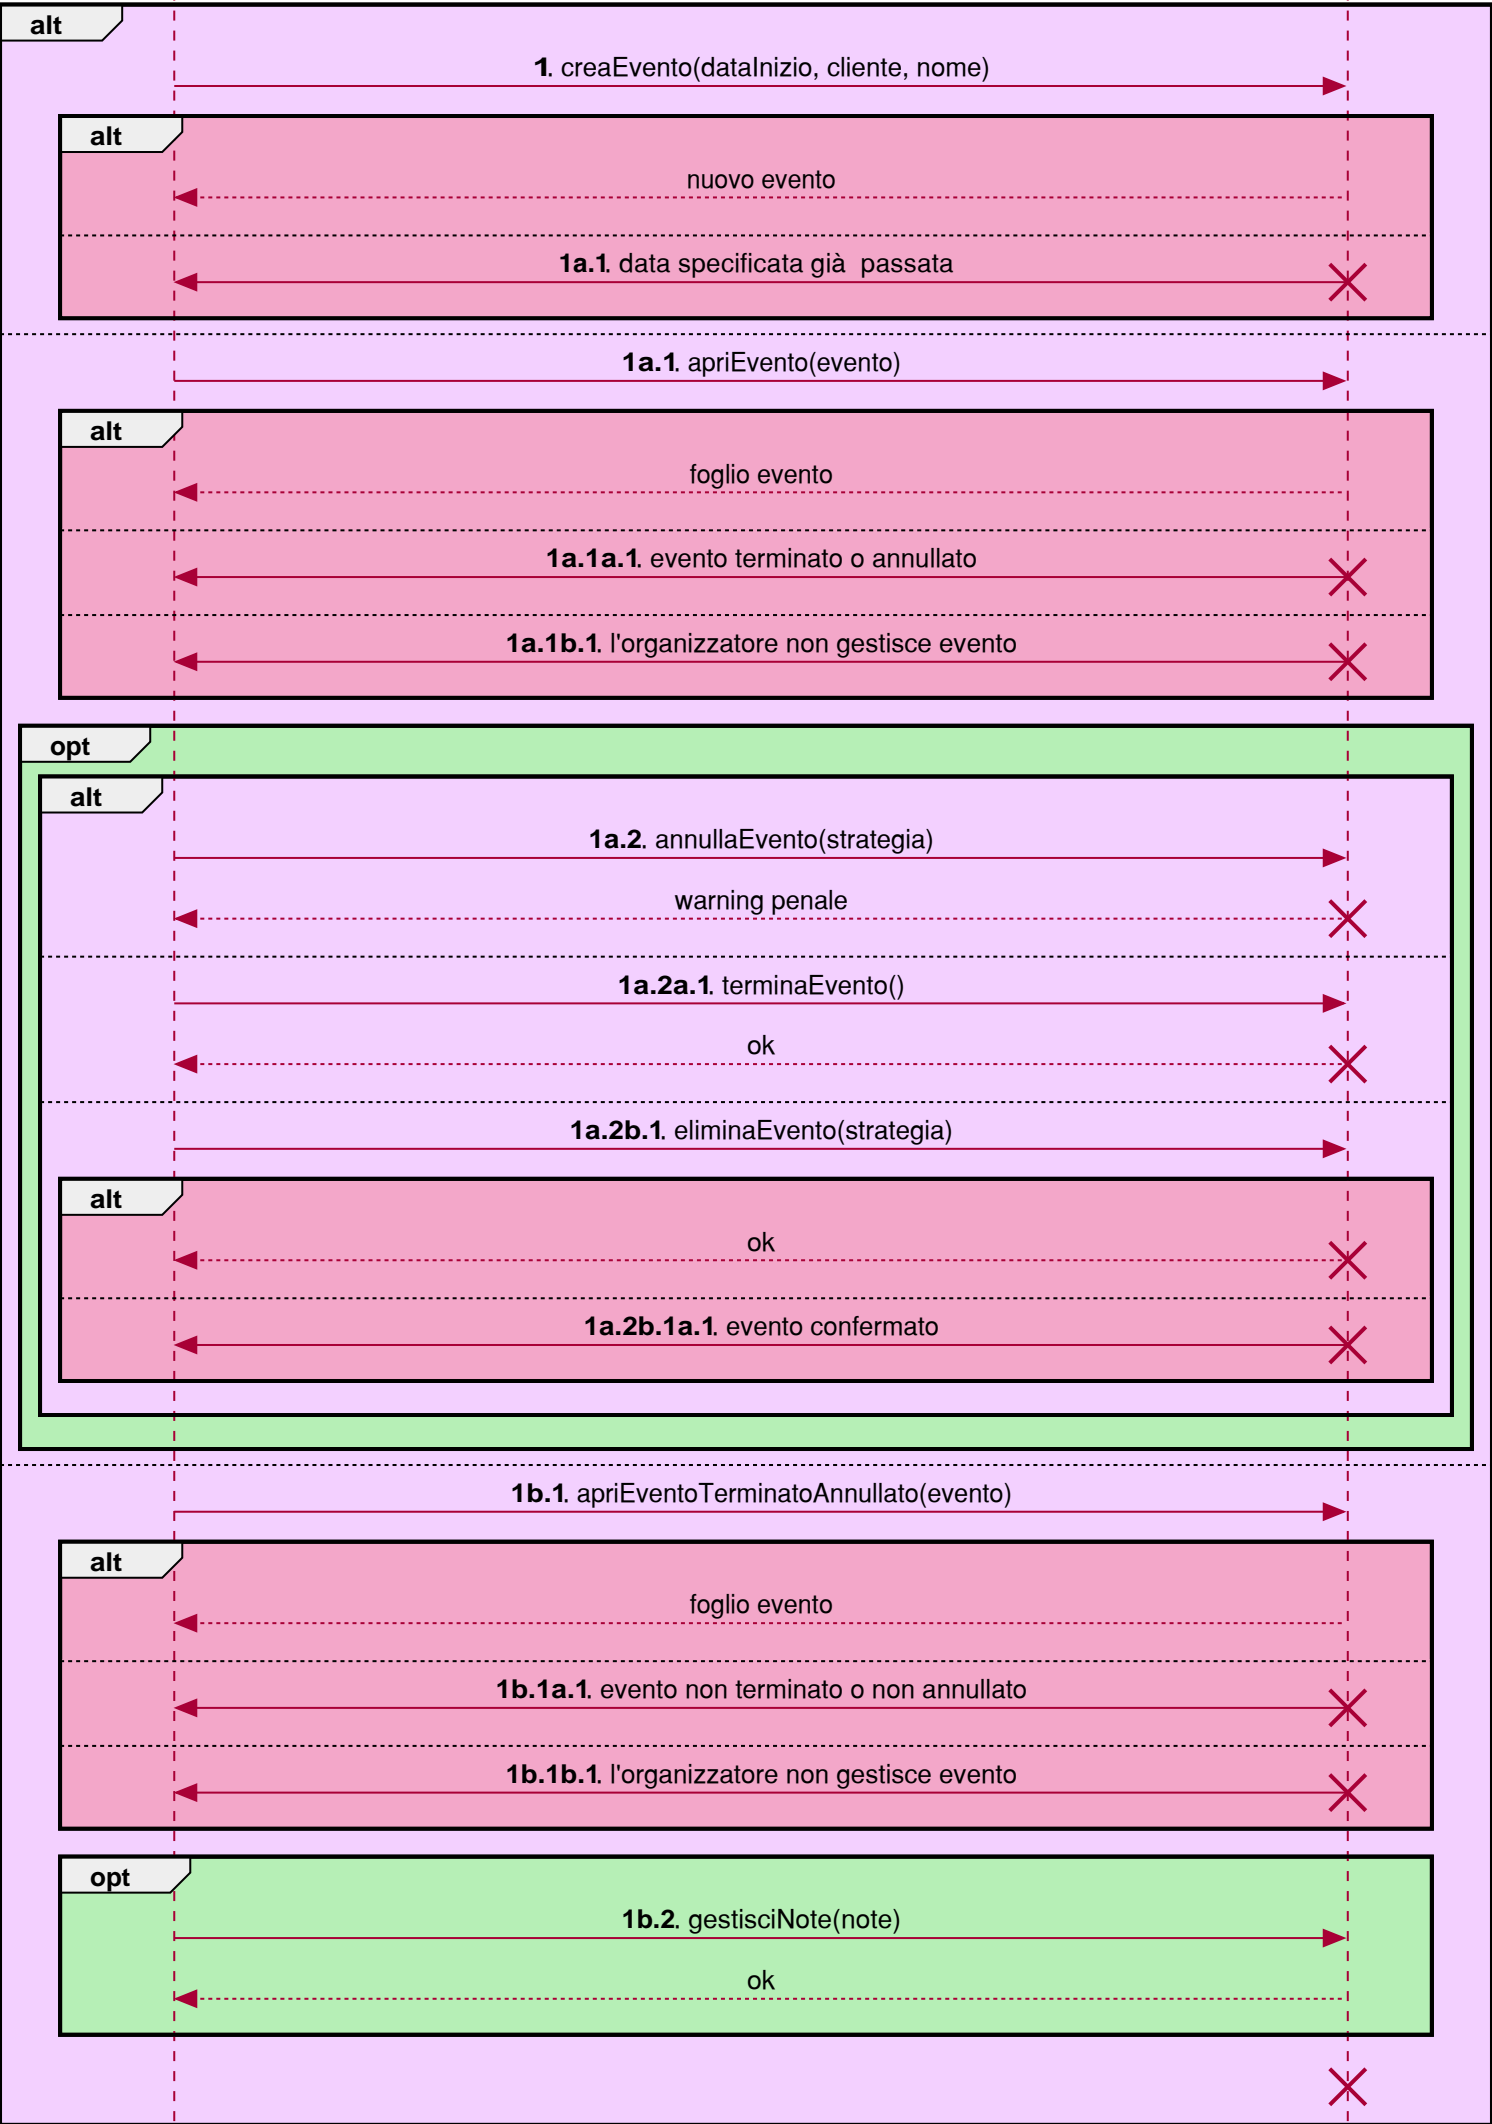 alt
1. creaEvento(dataInizio, cliente, nome)
alt
nuovo evento
1a.1. data specificata già  passata
1a.1. apriEvento(evento)
alt
foglio evento
1a.1a.1. evento terminato o annullato
1a.1b.1. l'organizzatore non gestisce evento
opt
alt
1a.2. annullaEvento(strategia)
warning penale
1a.2a.1. terminaEvento()
ok
1a.2b.1. eliminaEvento(strategia)
alt
ok
1a.2b.1a.1. evento confermato
1b.1. apriEventoTerminatoAnnullato(evento)
alt
foglio evento
1b.1a.1. evento non terminato o non annullato
1b.1b.1. l'organizzatore non gestisce evento
opt
1b.2. gestisciNote(note)
ok